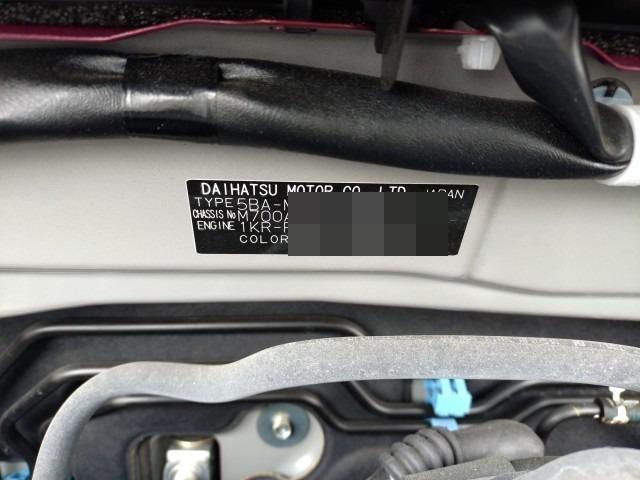 DAIHATSU MOTOR CO., LTD. JAPAN
TYPE 5BA-M
CHASSIS No M700A
ENGINE 1KR-F
COLOR